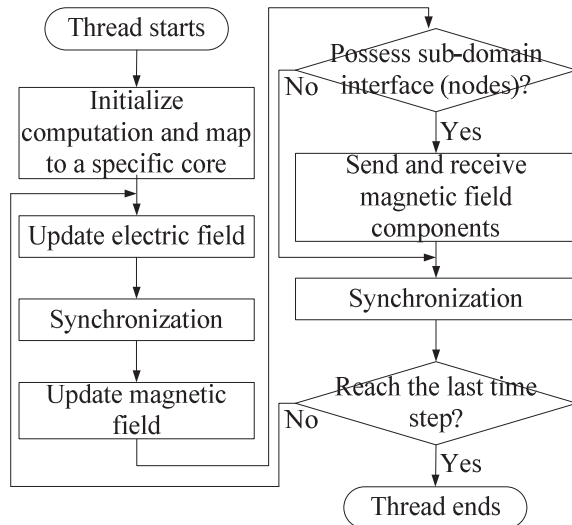 Thread starts
Initialize
computation and map
to a specific core
Update electric field
Synchronization
Update magnetic
field
Possess sub-domain
interface (nodes)?
No
Yes
Send and receive
magnetic field
components
Synchronization
Reach the last time
step?
No
Yes
Thread ends